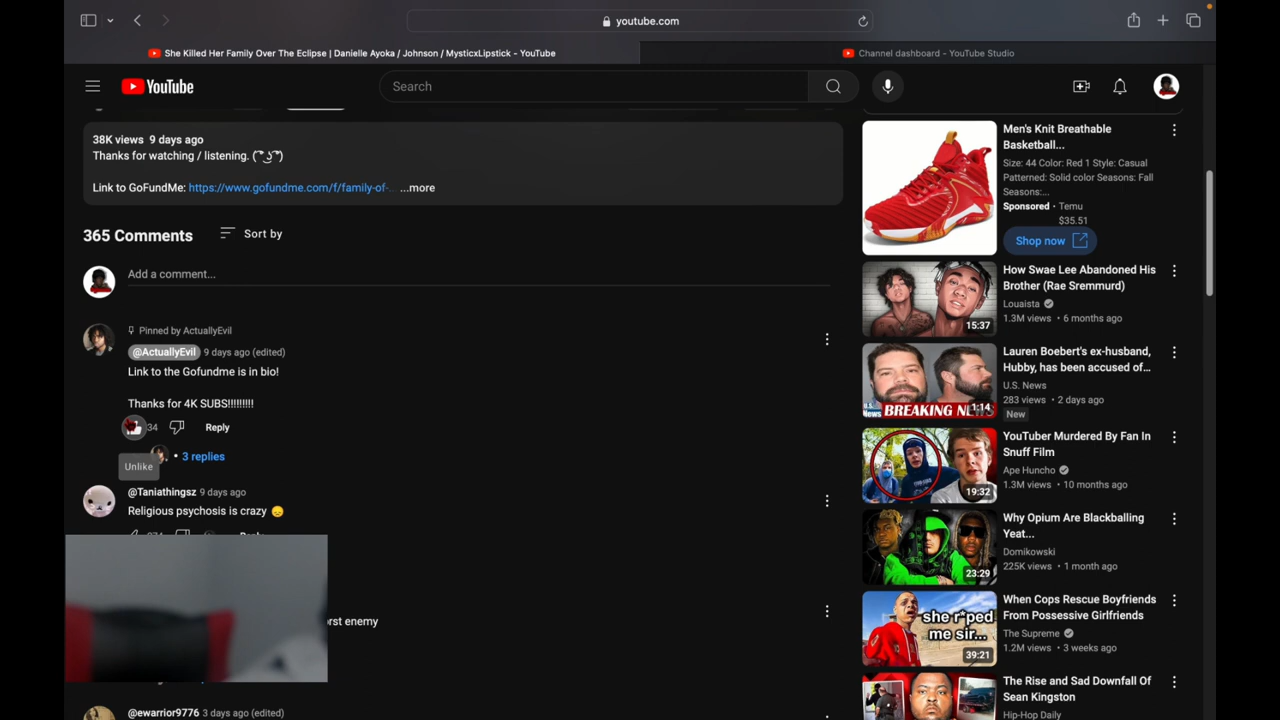 youtube.com
She Killed Her Family Over The Eclipse | Danielle Ayoka / Johnson / MysticxLipstick - YouTube
Channel dashboard - YouTube Studio
YouTube
Search
38K views 9 days ago
Thanks for watching / listening.
Link to GoFundMe: https://www.gofundme.com/f/family-of- ...more
365 Comments
Sort by
Add a comment...
Pinned by ActuallyEvil
@ActuallyEvil 9 days ago (edited)
Link to the Gofundme is in bio!
Thanks for 4K SUBS!!!!!!!!!
34 Reply
3 replies
Unlike
@Taniathingsz 9 days ago
Religious psychosis is crazy 😞
enemy
@ewarrior9776 3 days ago (edited)
Men's Knit Breathable
Basketball...
Size: 44 Color: Red 1 Style: Casual
Patterned: Solid color Seasons: Fall
Seasons:...
Sponsored · Temu
$35.51
Shop now
How Swae Lee Abandoned His
Brother (Rae Sremmurd)
Louaista
1.3M views · 6 months ago
15:37
Lauren Boebert's ex-husband,
Hubby, has been accused of...
U.S. News
283 views · 2 days ago
New
U.S.
News
BREAKING
1:14
YouTuber Murdered By Fan In
Snuff Film
Ape Huncho
1.3M views · 10 months ago
19:32
Why Opium Are Blackballing
Yeat...
Domikowski
225K views · 1 month ago
23:29
When Cops Rescue Boyfriends
From Possessive Girlfriends
The Supreme
1.2M views · 3 weeks ago
she r*ped
me sir...
39:21
The Rise and Sad Downfall Of
Sean Kingston
Hip-Hop Daily